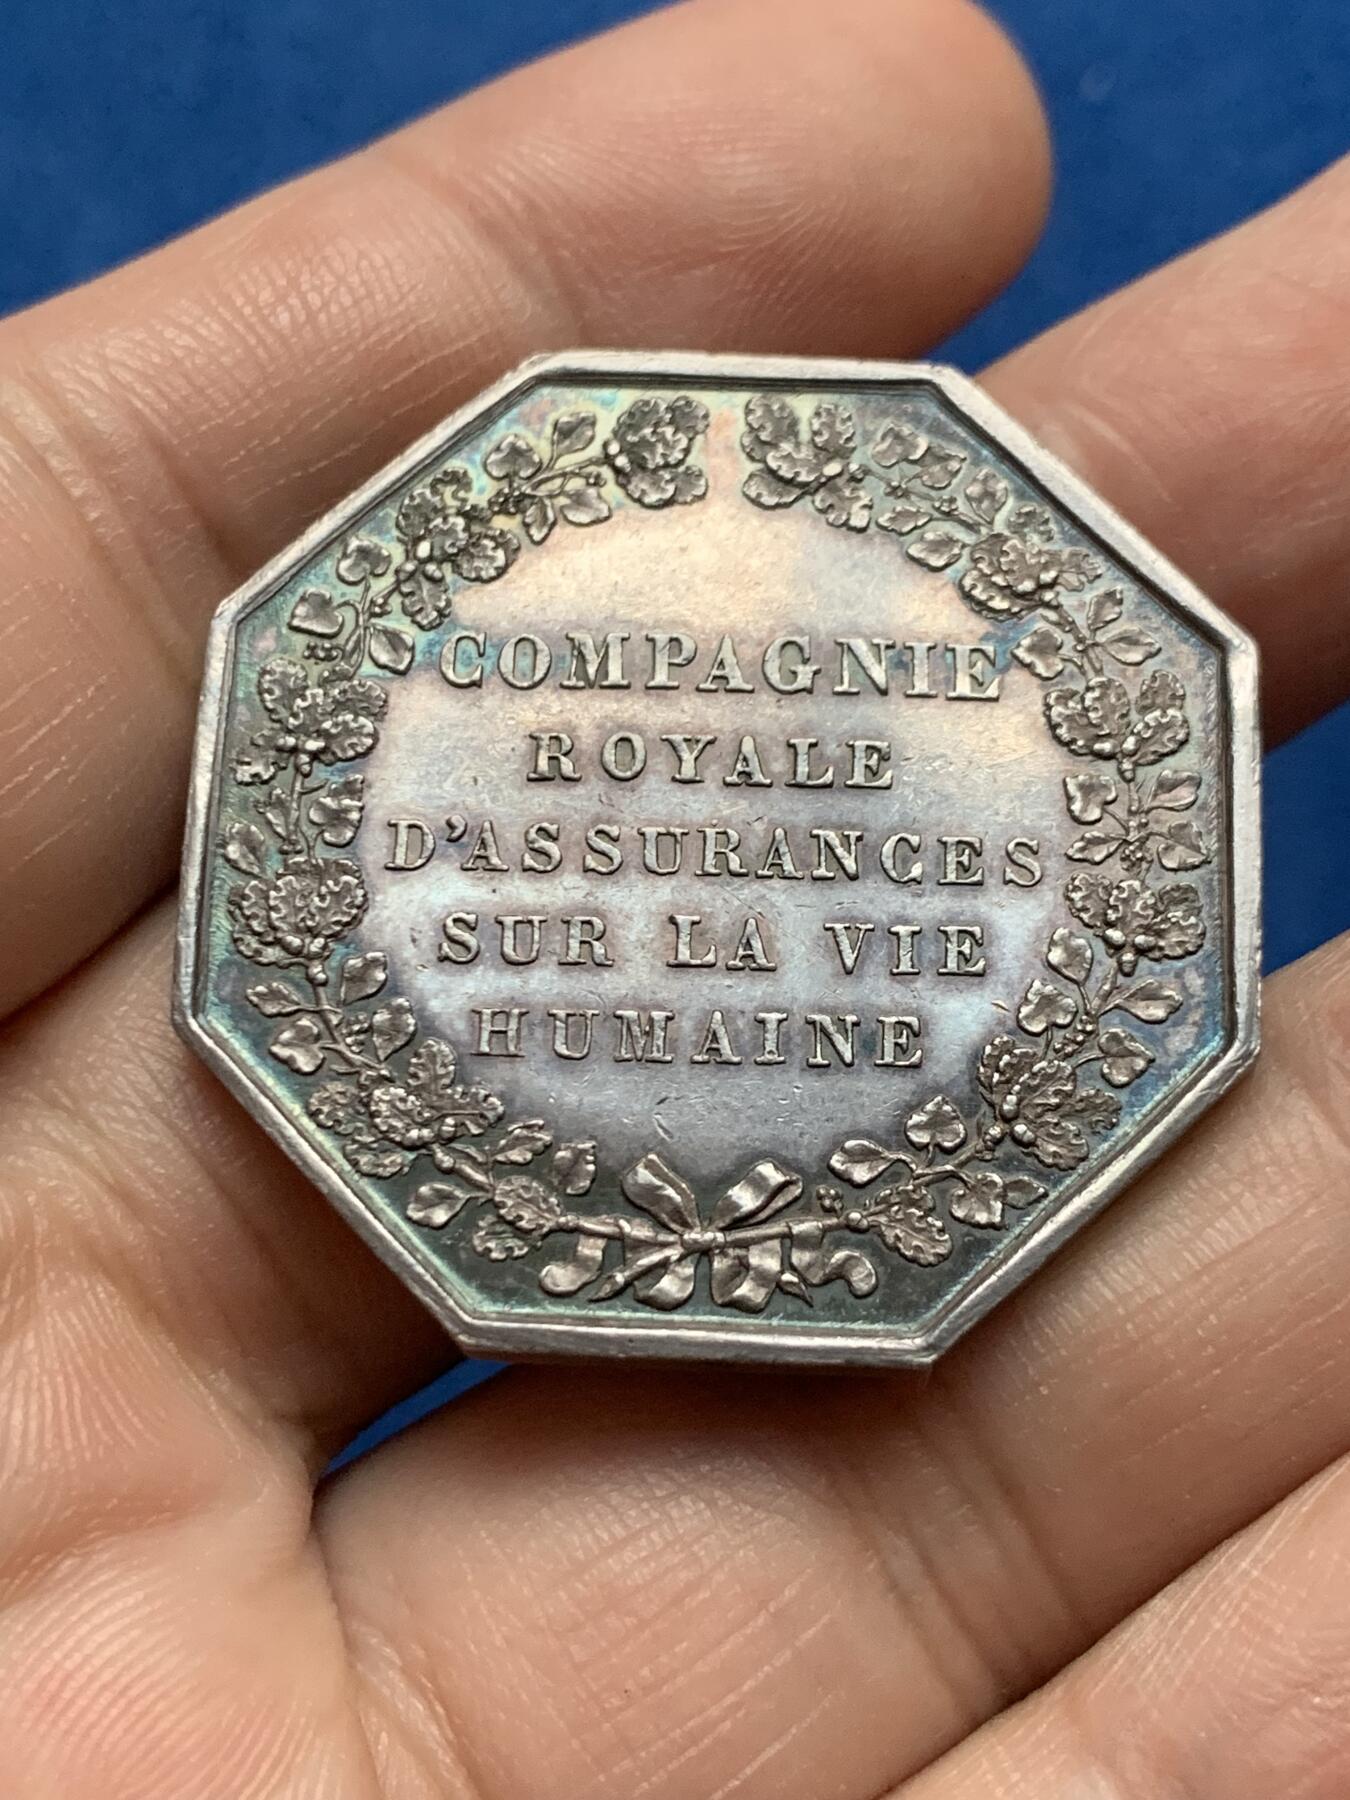 COMPAGNIE
ROYALE
D'ASSURANCES
SUR LA VIE
HUMAINE